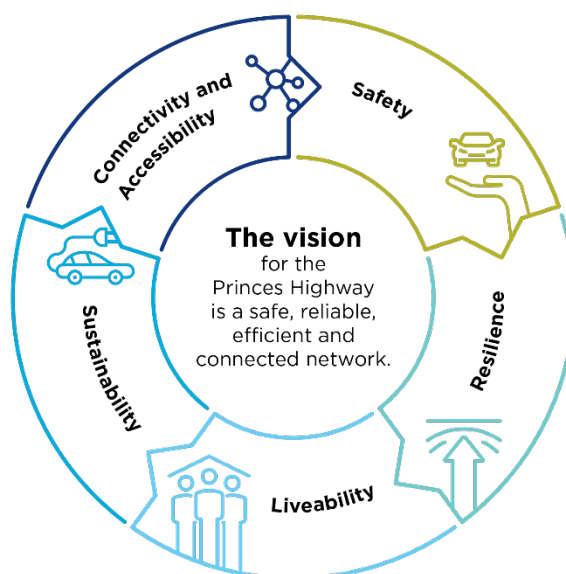 Connectivity and
Accessibility
Safety
Resilience
Liveability
Sustainability
The vision
for the
Princes Highway
is a safe, reliable,
efficient and
connected network.